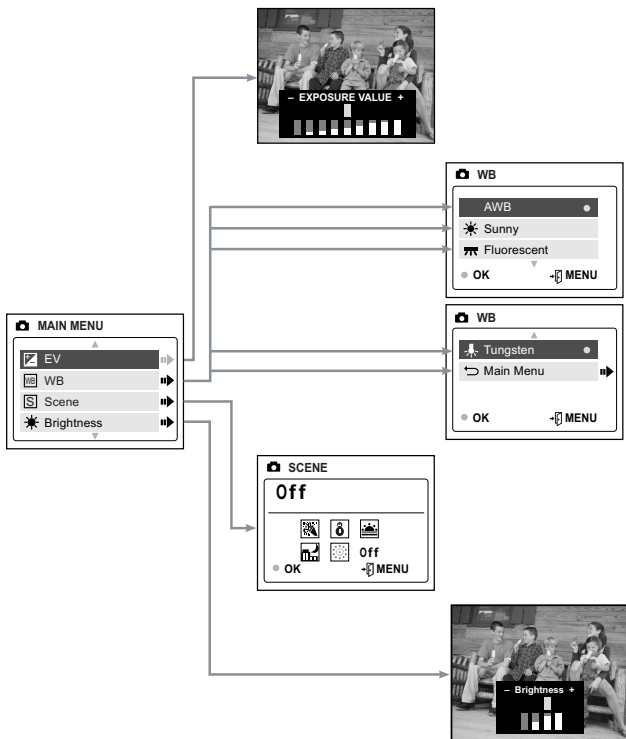 – EXPOSURE VALUE +
WB
AWB
Sunny
Fluorescent
OK MENU
WB
Tungsten
Main Menu
OK MENU
MAIN MENU
EV
WB WB
S Scene
Brightness
SCENE
Off
Off
OK MENU
– Brightness +